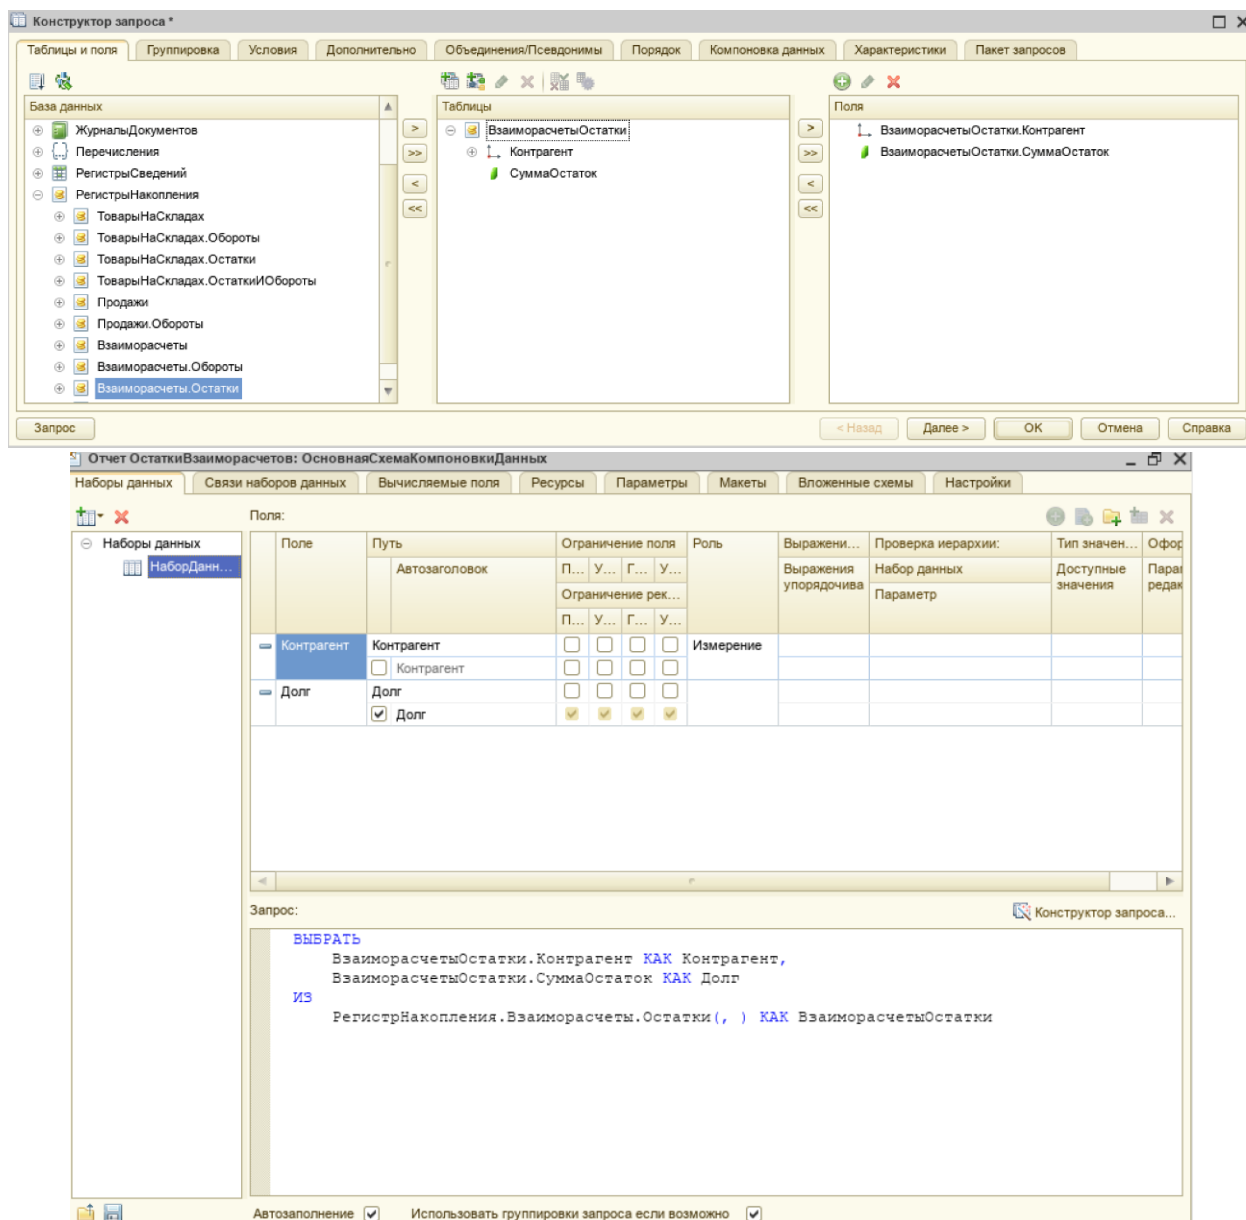 Конструктор запроса *
Таблицы и поля Группировка Условия Дополнительно Объединения/Псевдонимы Порядок Компоновка данных Характеристики Пакет запросов
База данных Таблицы Поля
ЖурналыДокументов ВзаиморасчетыОстатки ВзаиморасчетыОстатки.Контрагент
Перечисления Контрагент ВзаиморасчетыОстатки.СуммаОстаток
РегистрыСведений СуммаОстаток
РегистрыНакопления
ТоварыНаСкладах
ТоварыНаСкладах.Обороты
ТоварыНаСкладах.Остатки
ТоварыНаСкладах.ОстаткиИОбороты
Продажи
Продажи.Обороты
Взаиморасчеты
Взаиморасчеты.Обороты
Взаиморасчеты.Остатки
> >> < <<
> >> < <<
Запрос < Назад Далее > OK Отмена Справка
Отчет ОстаткиВзаиморасчетов: ОсновнаяСхемаКомпоновкиДанных
Наборы данных Связи наборов данных Вычисляемые поля Ресурсы Параметры Макеты Вложенные схемы Настройки
Поля:
Наборы данных Поле Путь Ограничение поля Роль Выражени... Проверка иерархии: Тип значен... Офор
НаборДанн... Автозаголовок П... У... Г... У... Выражения упорядочива Набор данных Доступные значения Парам редак
Ограничение рек... Параметр
П... У... Г... У...
Контрагент Контрагент Измерение
Контрагент
Долг Долг
Долг
Запрос: Конструктор запроса...
ВЫБРАТЬ
ВзаиморасчетыОстатки.Контрагент КАК Контрагент,
ВзаиморасчетыОстатки.СуммаОстаток КАК Долг
ИЗ
РегистрНакопления.Взаиморасчеты.Остатки(, ) КАК ВзаиморасчетыОстатки
Автозаполнение Использовать группировки запроса если возможно